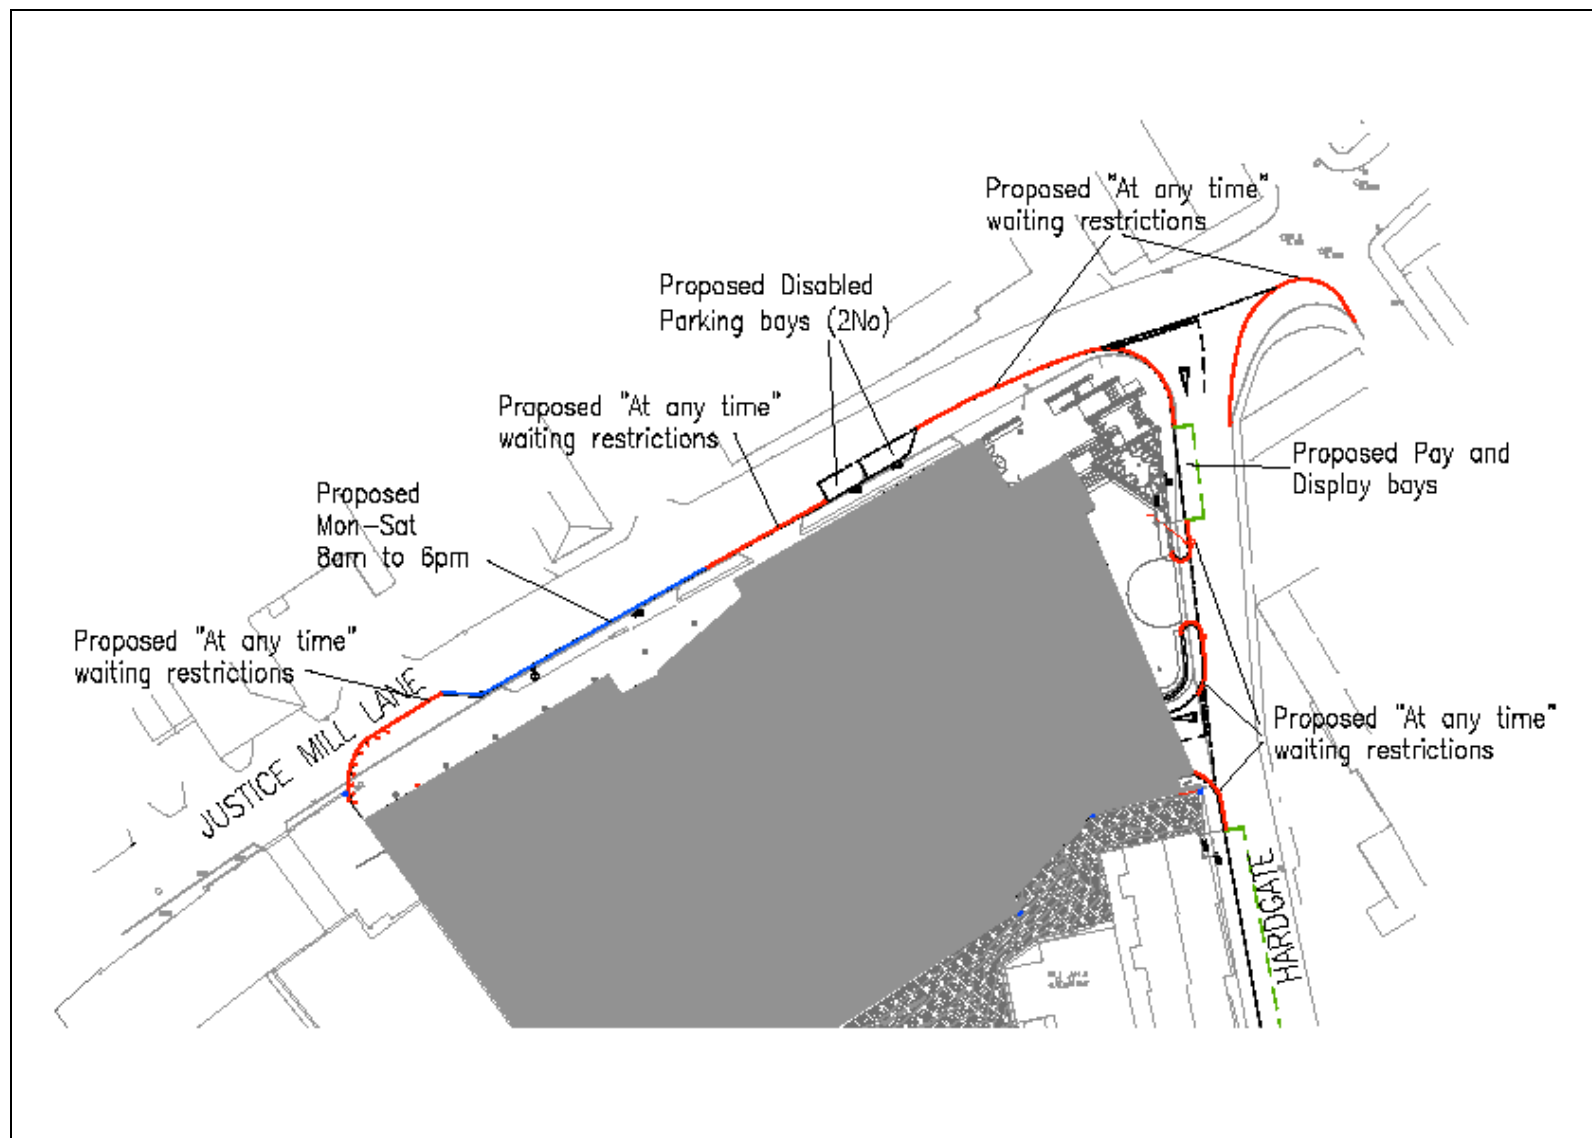 Proposed "At any time"
waiting restrictions
Proposed Disabled
Parking bays (2No)
Proposed "At any time"
waiting restrictions
Proposed Pay and
Display bays
Proposed
Mon-Sat
8am to 6pm
Proposed "At any time"
waiting restrictions
JUSTICE MILL LANE
Proposed "At any time"
waiting restrictions
HARDGATE